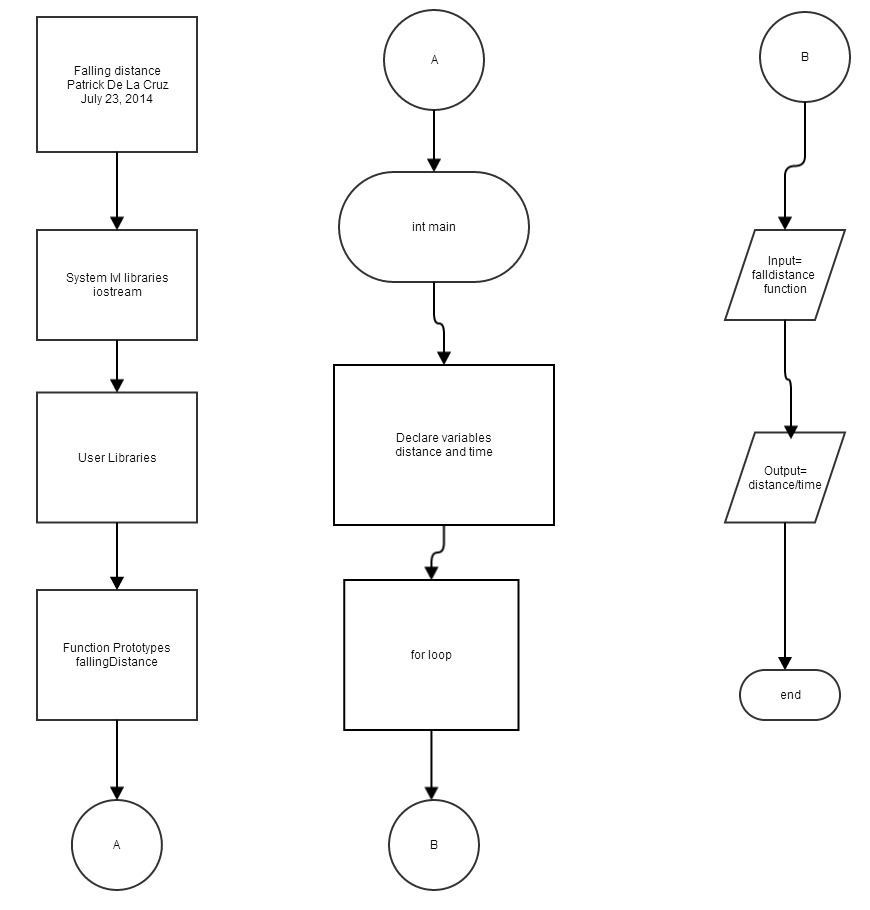 Falling distance
Patrick De La Cruz
July 23, 2014
System lvl libraries
iostream
User Libraries
Function Prototypes
fallingDistance
A
A
int main
Declare variables
distance and time
for loop
B
B
Input=
falldistance
function
Output=
distance/time
end